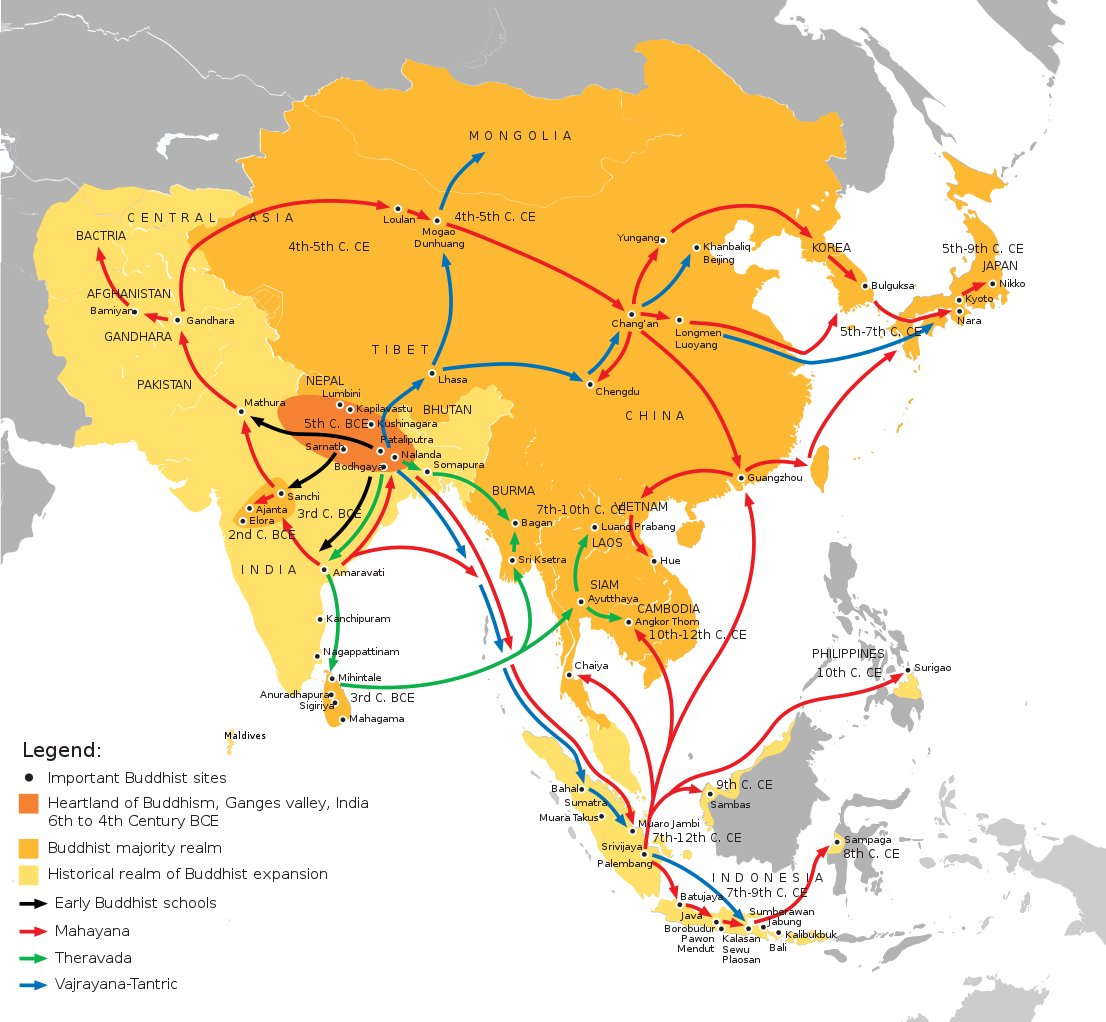 MONGOLIA
CENTRAL ASIA
BACTRIA
Loulan
Mogao
Dunhuang
4th-5th C. CE
4th-5th C. CE
Yungang
Khanbaliq
Beijing
KOREA
5th-9th C. CE
JAPAN
Bulguksa
Nikko
Kyoto
Nara
5th-7th C. CE
AFGHANISTAN
Bamiyan
Gandhara
GANDHARA
PAKISTAN
Chang'an
Longmen
Luoyang
TIBET
Lhasa
Chengdu
CHINA
NEPAL
Lumbini
Kapilavastu
BHUTAN
Mathura
5th C. BCE
Kushinagara
Pataliputra
Sarnath
Nalanda
Bodhgaya
Somapura
Guangzhou
BURMA
Sanchi
Ajanta
3rd C. BCE
Elora
2nd C. BCE
7th-10th C. CE
VIETNAM
Bagan
Luang Prabang
LAOS
Sri Ksetra
Hue
INDIA
Amaravati
SIAM
Ayutthaya
CAMBODIA
Angkor Thom
10th-12th C. CE
Kanchipuram
Nagappattinam
Chaiya
PHILIPPINES
10th C. CE
Surigao
Mihintale
Anuradhapura
3rd C. BCE
Sigiriya
Mahagama
Maldives
Bahal
Sumatra
Muara Takus
9th C. CE
Sambas
Muaro Jambi
7th-12th C. CE
Srivijaya
Palembang
Sampaga
8th C. CE
INDONESIA
7th-9th C. CE
Batujaya
Java
Borobudur
Pawon
Mendut
Sumberawan
Jabung
Kalasan
Sewu
Plaosan
Kalibukbuk
Bali
Legend:
Important Buddhist sites
Heartland of Buddhism, Ganges valley, India
6th to 4th Century BCE
Buddhist majority realm
Historical realm of Buddhist expansion
Early Buddhist schools
Mahayana
Theravada
Vajrayana-Tantric